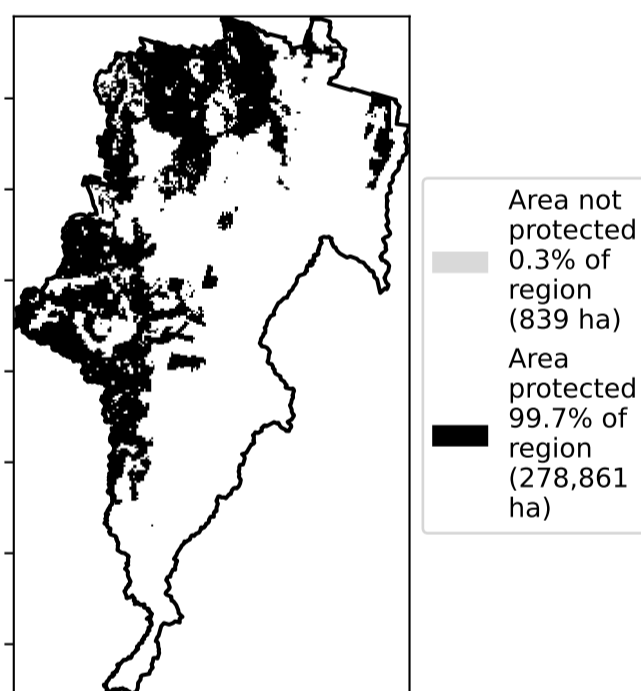 Area not
protected
0.3% of
region
(839 ha)
Area
protected
99.7% of
region
(278,861
ha)